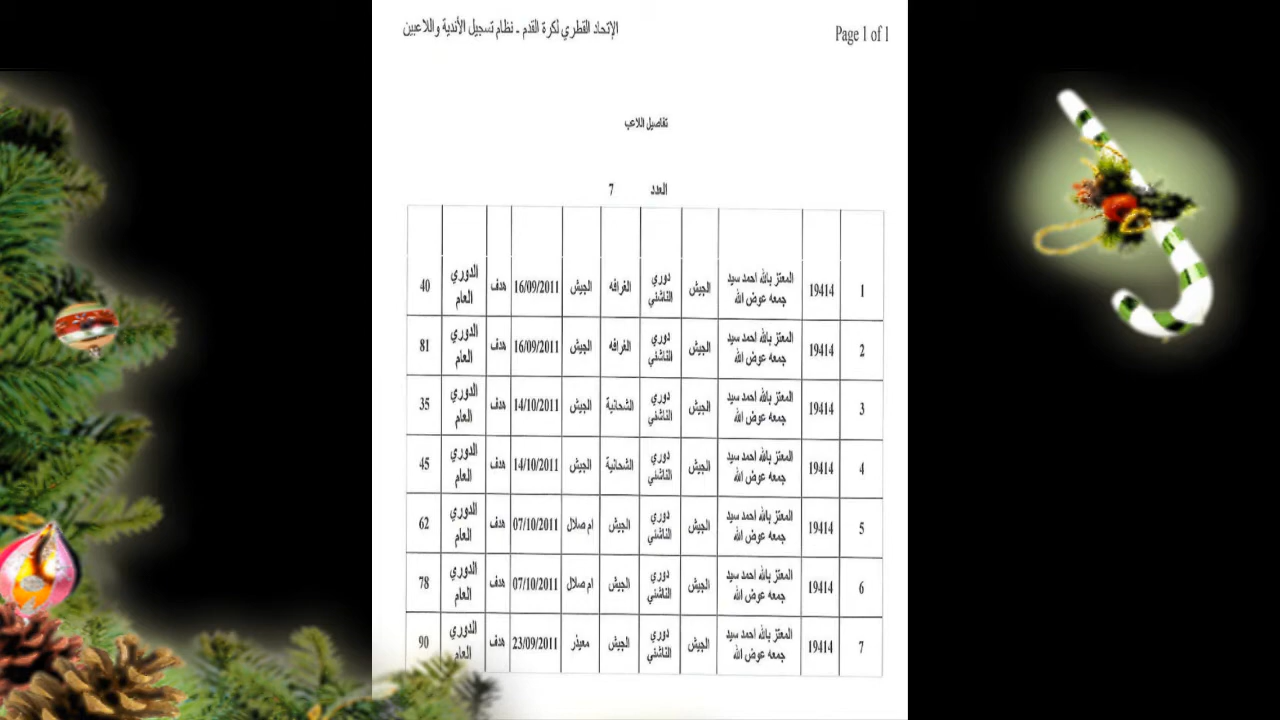 الإتحاد القطري لكرة القدم - نظام تسجيل الأندية واللاعبين
Page 1 of 1
تفاصيل اللاعب
العدد 7
1 19414 المعتز بالله احمد سيد جمعه عوض الله الجيش دوري الناشئي الغرافه الجيش 16/09/2011 هدف الدوري العام 40
2 19414 المعتز بالله احمد سيد جمعه عوض الله الجيش دوري الناشئي الغرافه الجيش 16/09/2011 هدف الدوري العام 81
3 19414 المعتز بالله احمد سيد جمعه عوض الله الجيش دوري الناشئي الشحانية الجيش 14/10/2011 هدف الدوري العام 35
4 19414 المعتز بالله احمد سيد جمعه عوض الله الجيش دوري الناشئي الشحانية الجيش 14/10/2011 هدف الدوري العام 45
5 19414 المعتز بالله احمد سيد جمعه عوض الله الجيش دوري الناشئي الجيش ام صلال 07/10/2011 هدف الدوري العام 62
6 19414 المعتز بالله احمد سيد جمعه عوض الله الجيش دوري الناشئي الجيش ام صلال 07/10/2011 هدف الدوري العام 78
7 19414 المعتز بالله احمد سيد جمعه عوض الله الجيش دوري الناشئي الجيش معيذر 23/09/2011 هدف الدوري العام 90